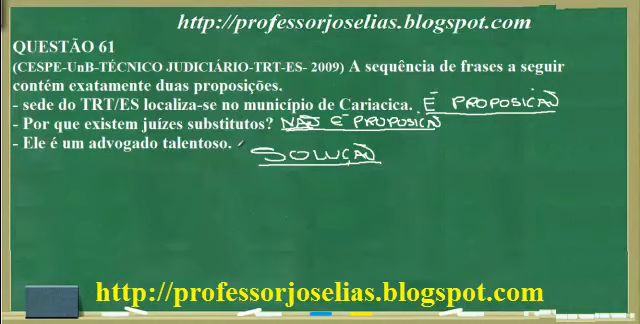 http://professorjoselias.blogspot.com
QUESTÃO 61
(CESPE-UnB-TÉCNICO JUDICIÁRIO-TRT-ES- 2009) A sequência de frases a seguir
contém exatamente duas proposições.
- sede do TRT/ES localiza-se no município de Cariacica. É PROPOSICÃO
- Por que existem juízes substitutos? NÃO É PROPOSICÃ
- Ele é um advogado talentoso.
SOLUÇÃO
http://professorjoselias.blogspot.com